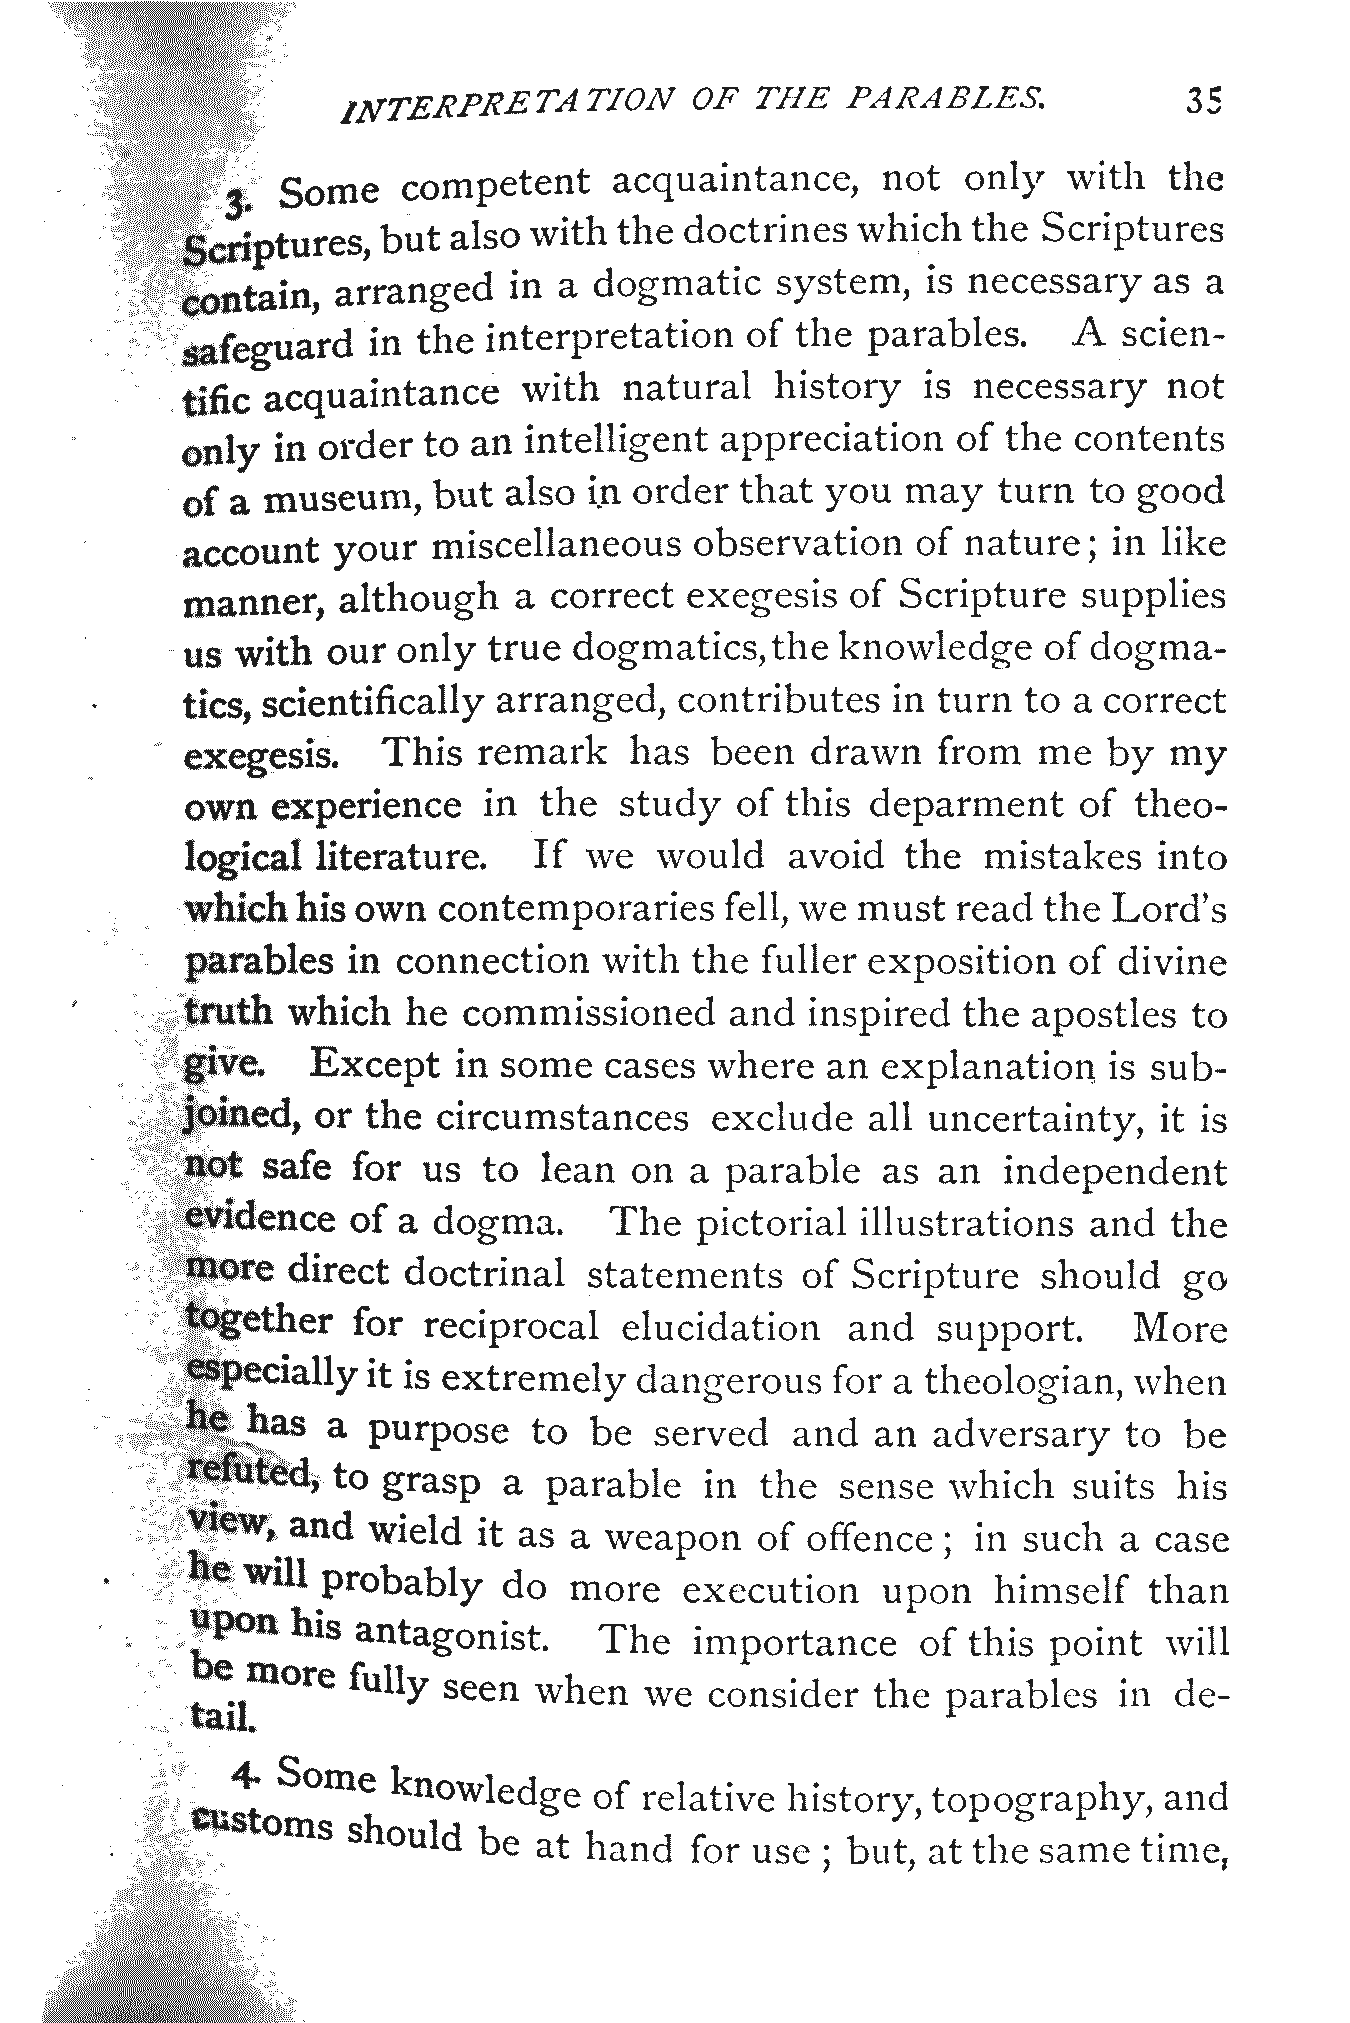 INTERPRETATION OF THE PARABLES. 35
3. Some competent acquaintance, not only with the
Scriptures, but also with the doctrines which the Scriptures
contain, arranged in a dogmatic system, is necessary as a
safeguard in the interpretation of the parables. A scien-
tific acquaintance with natural history is necessary not
only in order to an intelligent appreciation of the contents
of a museum, but also in order that you may turn to good
account your miscellaneous observation of nature; in like
manner, although a correct exegesis of Scripture supplies
us with our only true dogmatics, the knowledge of dogma-
tics, scientifically arranged, contributes in turn to a correct
exegesis. This remark has been drawn from me by my
own experience in the study of this deparment of theo-
logical literature. If we would avoid the mistakes into
which his own contemporaries fell, we must read the Lord's
parables in connection with the fuller exposition of divine
truth which he commissioned and inspired the apostles to
give. Except in some cases where an explanation is sub-
joined, or the circumstances exclude all uncertainty, it is
not safe for us to lean on a parable as an independent
evidence of a dogma. The pictorial illustrations and the
more direct doctrinal statements of Scripture should go
together for reciprocal elucidation and support. More
especially it is extremely dangerous for a theologian, when
he has a purpose to be served and an adversary to be
refuted, to grasp a parable in the sense which suits his
view, and wield it as a weapon of offence; in such a case
he will probably do more execution upon himself than
upon his antagonist. The importance of this point will
be more fully seen when we consider the parables in de-
tail.
4. Some knowledge of relative history, topography, and
customs should be at hand for use; but, at the same time,